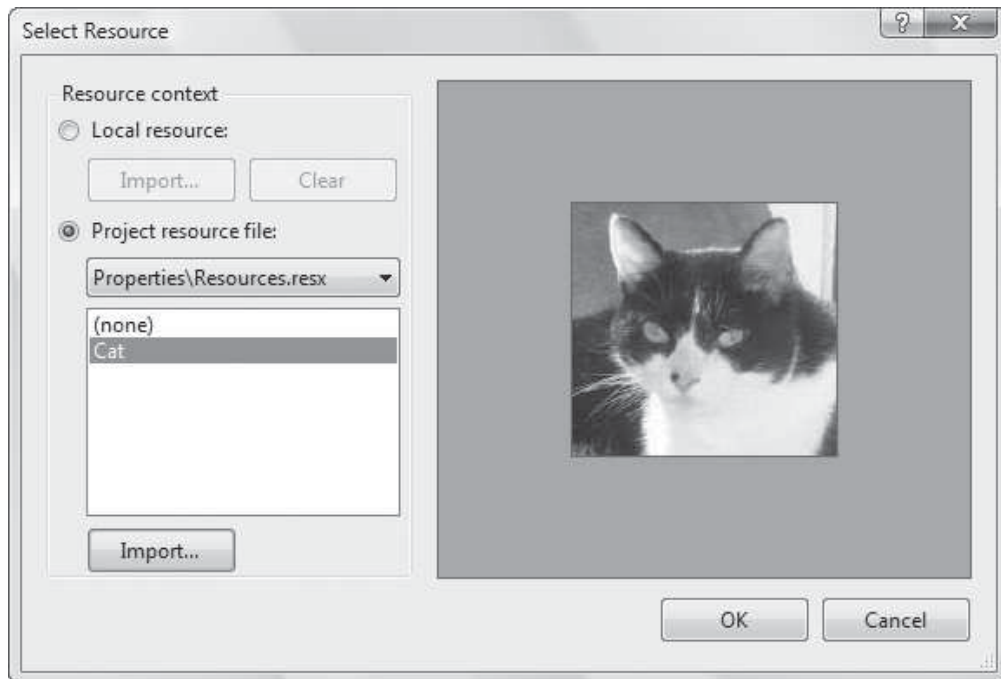 Select Resource
Resource context
Local resource:
Import... Clear
Project resource file:
Properties\Resources.resx
(none)
Cat
Import...
OK Cancel